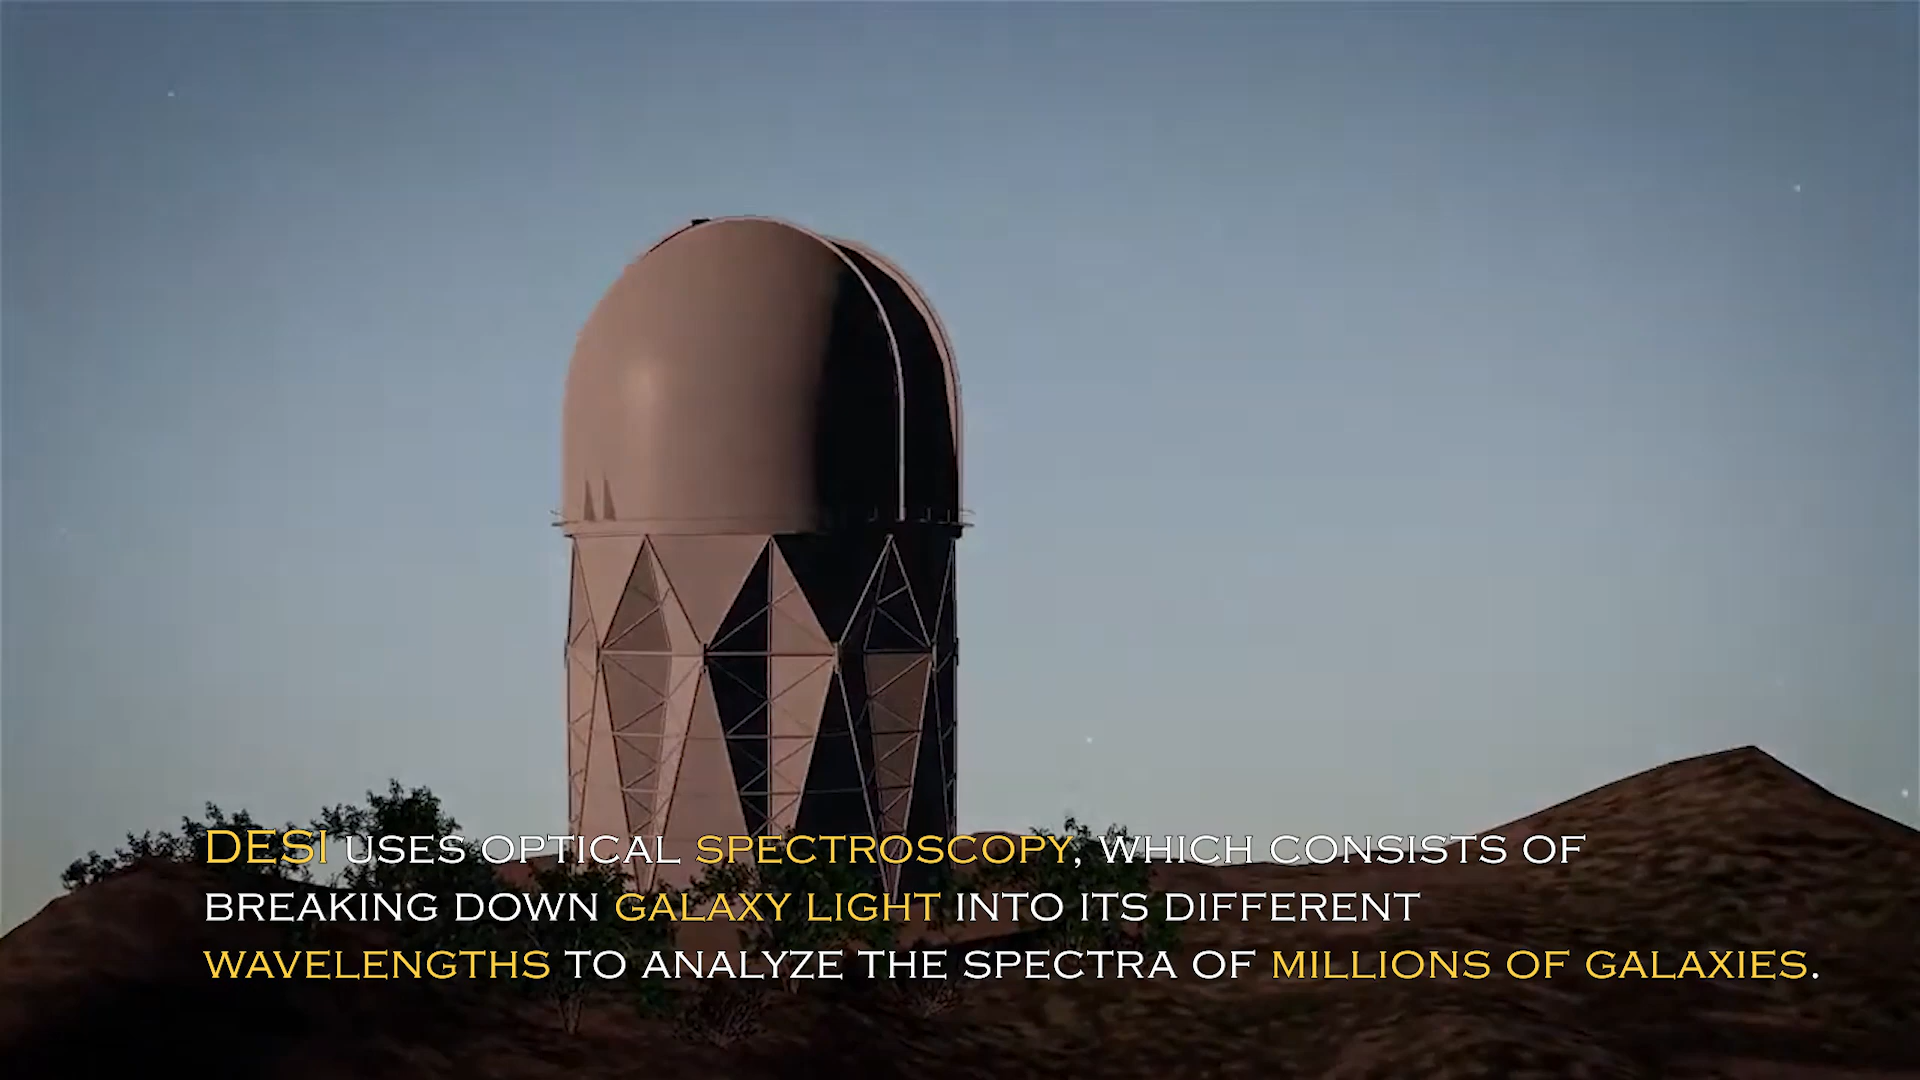 DESI USES OPTICAL SPECTROSCOPY, WHICH CONSISTS OF
BREAKING DOWN GALAXY LIGHT INTO ITS DIFFERENT
WAVELENGTHS TO ANALYZE THE SPECTRA OF MILLIONS OF GALAXIES.